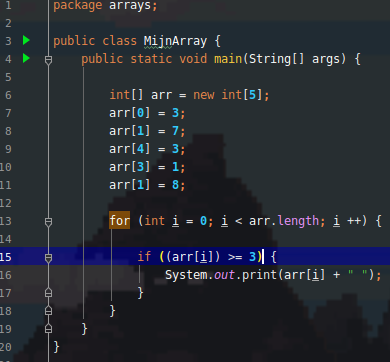 1 package arrays;
2
3 public class MijnArray {
4 public static void main(String[] args) {
5
6 int[] arr = new int[5];
7 arr[0] = 3;
8 arr[1] = 7;
9 arr[4] = 3;
10 arr[3] = 1;
11 arr[1] = 8;
12
13 for (int i = 0; i < arr.length; i ++) {
14
15 if ((arr[i]) >= 3) {
16 System.out.print(arr[i] + " ");
17 }
18 }
19 }
20 }